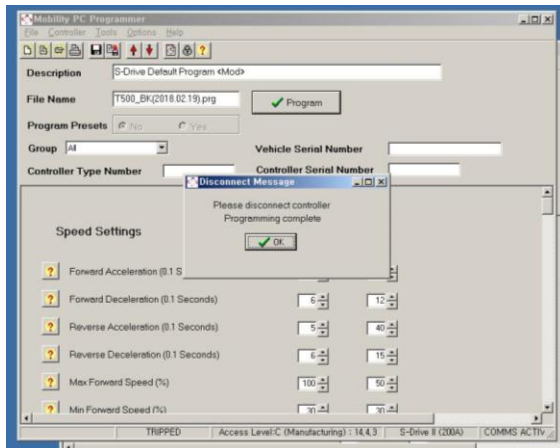 Mobility PC Programmer
File Controller Tools Options Help
Description S-Drive Default Program <Mod>
File Name T500_BK(2018.02.19).prg Program
Program Presets No Yes
Group All Vehicle Serial Number
Controller Type Number Controller Serial Number
Disconnect Message
Please disconnect controller
Programming complete
OK
Speed Settings
? Forward Acceleration (0.1 S
? Forward Deceleration (0.1 Seconds) 6 12
? Reverse Acceleration (0.1 Seconds) 5 40
? Reverse Deceleration (0.1 Seconds) 6 15
? Max Forward Speed (%) 100 50
? Min Forward Speed (%) 30 30
TRIPPED Access Level:C (Manufacturing) : 14,4,3 S-Drive II (200A) COMMS ACTIV